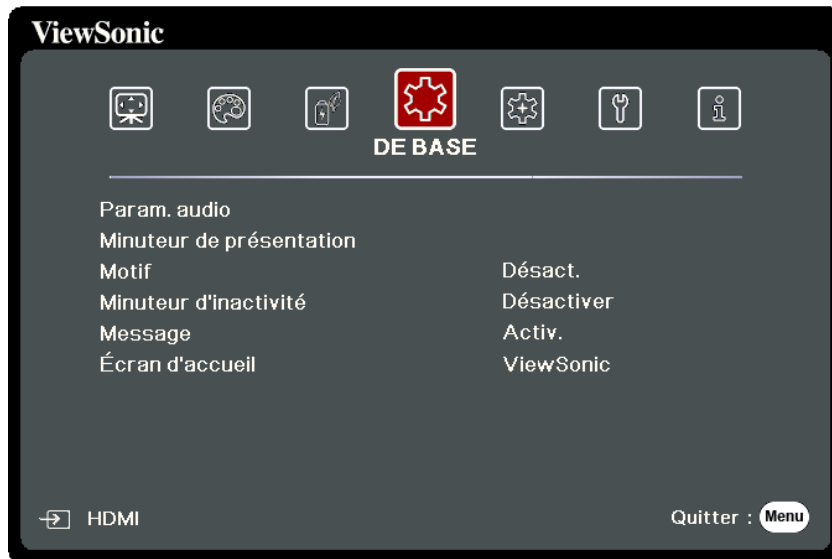 ViewSonic
DE BASE
Param. audio
Minuteur de présentation
Motif Désact.
Minuteur d'inactivité Désactiver
Message Activ.
Écran d'accueil ViewSonic
HDMI Quitter : Menu